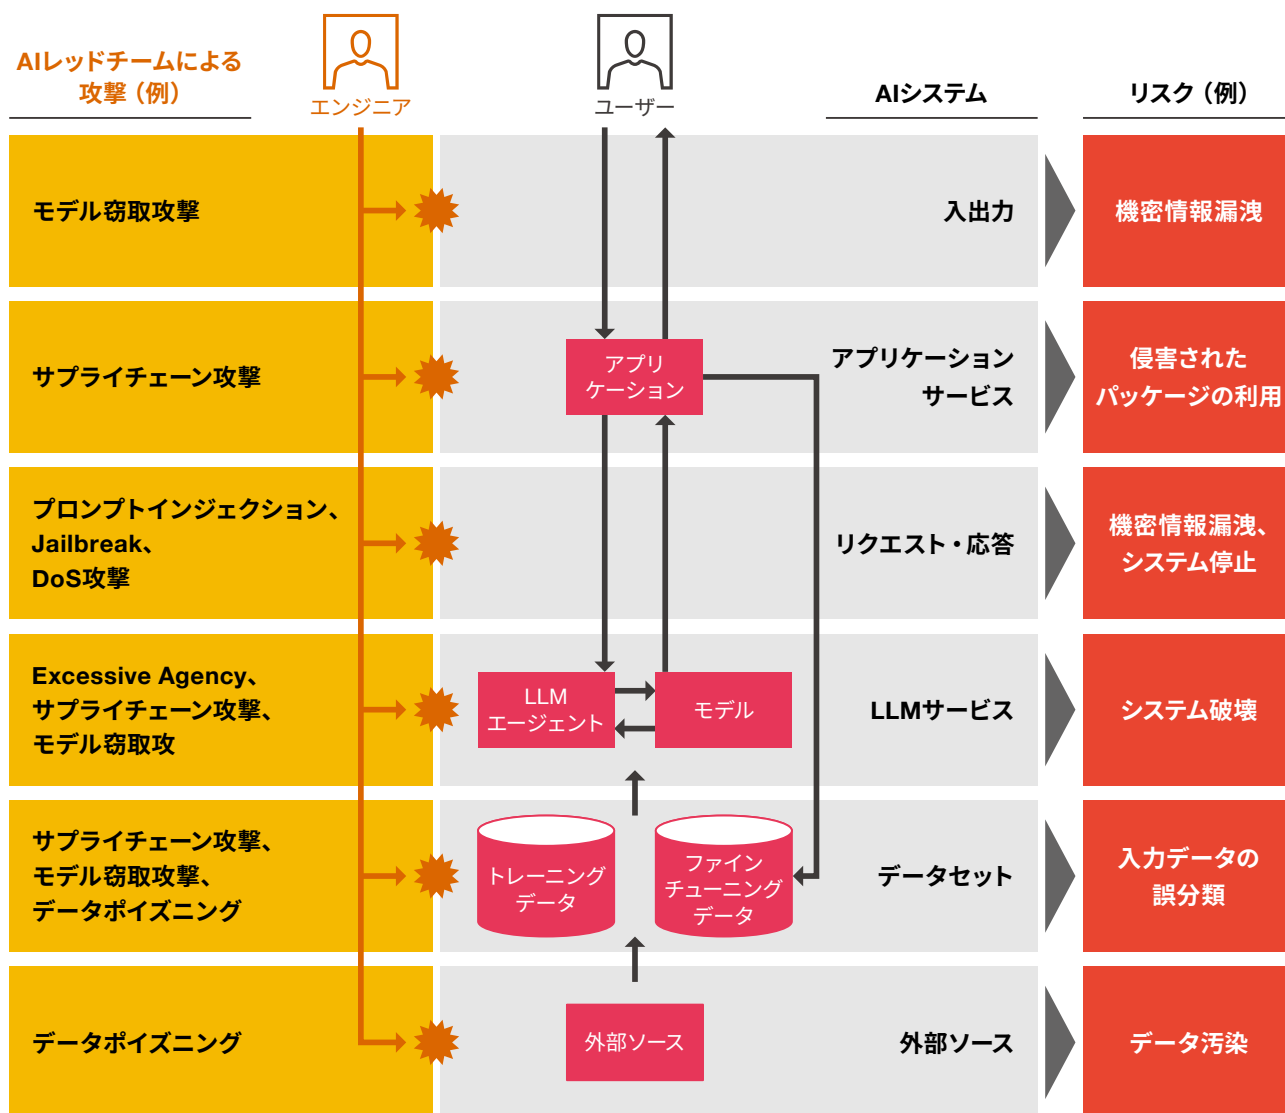 AIレッドチームによる
攻撃（例）
エンジニア
ユーザー
AIシステム
リスク（例）
モデル窃取攻撃
入出力
機密情報漏洩
サプライチェーン攻撃
アプリ
ケーション
アプリケーション
サービス
侵害された
パッケージの利用
プロンプトインジェクション、
Jailbreak、
DoS攻撃
リクエスト・応答
機密情報漏洩、
システム停止
Excessive Agency、
サプライチェーン攻撃、
モデル窃取攻
LLM
エージェント
モデル
LLMサービス
システム破壊
サプライチェーン攻撃、
モデル窃取攻撃、
データポイズニング
トレーニング
データ
ファイン
チューニング
データ
データセット
入力データの
誤分類
データポイズニング
外部ソース
外部ソース
データ汚染